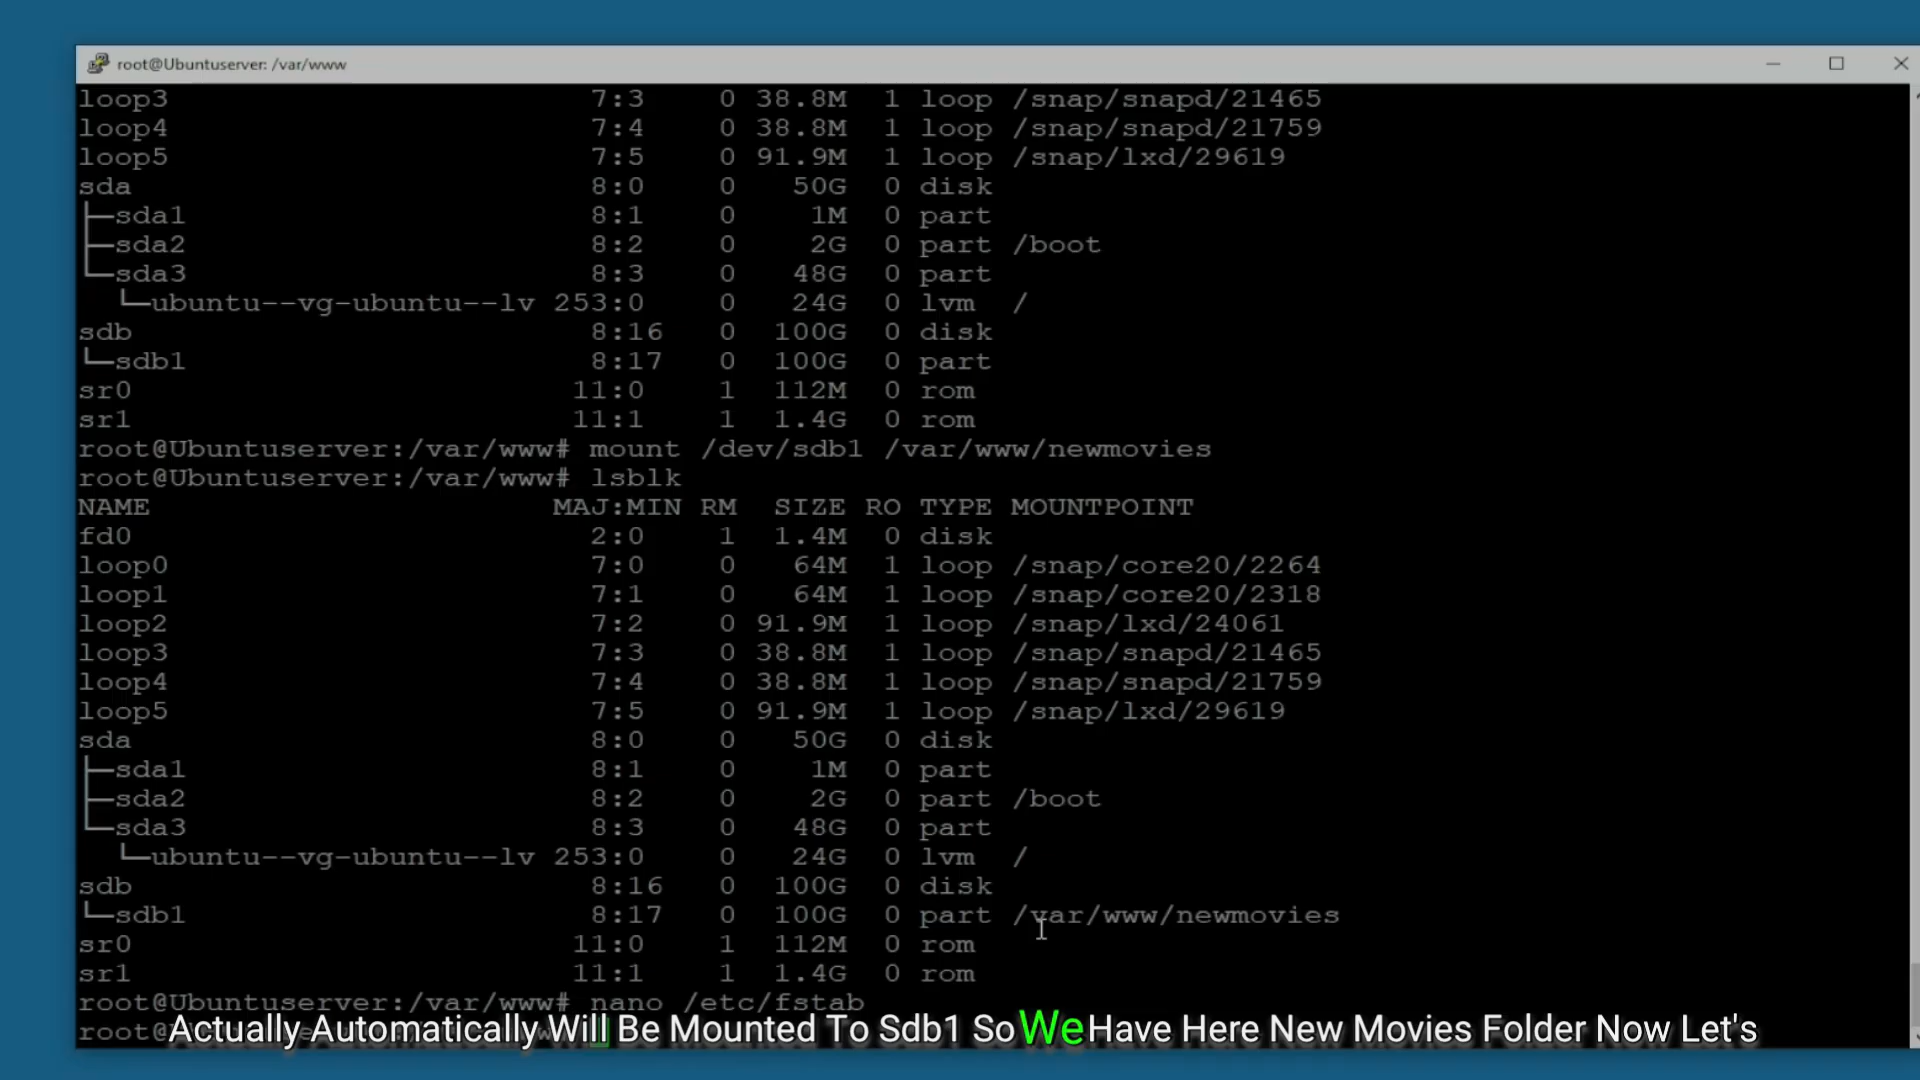 root@Ubuntuserver: /var/www
loop3 7:3 0 38.8M 1 loop /snap/snapd/21465
loop4 7:4 0 38.8M 1 loop /snap/snapd/21759
loop5 7:5 0 91.9M 1 loop /snap/lxd/29619
sda 8:0 0 50G 0 disk
├─sda1 8:1 0 1M 0 part
├─sda2 8:2 0 2G 0 part /boot
└─sda3 8:3 0 48G 0 part
└─ubuntu--vg-ubuntu--lv 253:0 0 24G 0 lvm /
sdb 8:16 0 100G 0 disk
└─sdb1 8:17 0 100G 0 part
sr0 11:0 1 112M 0 rom
sr1 11:1 1 1.4G 0 rom
root@Ubuntuserver:/var/www# mount /dev/sdb1 /var/www/newmovies
root@Ubuntuserver:/var/www# lsblk
NAME MAJ:MIN RM SIZE RO TYPE MOUNTPOINT
fd0 2:0 1 1.4M 0 disk
loop0 7:0 0 64M 1 loop /snap/core20/2264
loop1 7:1 0 64M 1 loop /snap/core20/2318
loop2 7:2 0 91.9M 1 loop /snap/lxd/24061
loop3 7:3 0 38.8M 1 loop /snap/snapd/21465
loop4 7:4 0 38.8M 1 loop /snap/snapd/21759
loop5 7:5 0 91.9M 1 loop /snap/lxd/29619
sda 8:0 0 50G 0 disk
├─sda1 8:1 0 1M 0 part
├─sda2 8:2 0 2G 0 part /boot
└─sda3 8:3 0 48G 0 part
└─ubuntu--vg-ubuntu--lv 253:0 0 24G 0 lvm /
sdb 8:16 0 100G 0 disk
└─sdb1 8:17 0 100G 0 part /var/www/newmovies
sr0 11:0 1 112M 0 rom
sr1 11:1 1 1.4G 0 rom
root@Ubuntuserver:/var/www# nano /etc/fstab
Actually Automatically Will Be Mounted To Sdb1 So We Have Here New Movies Folder Now Let's